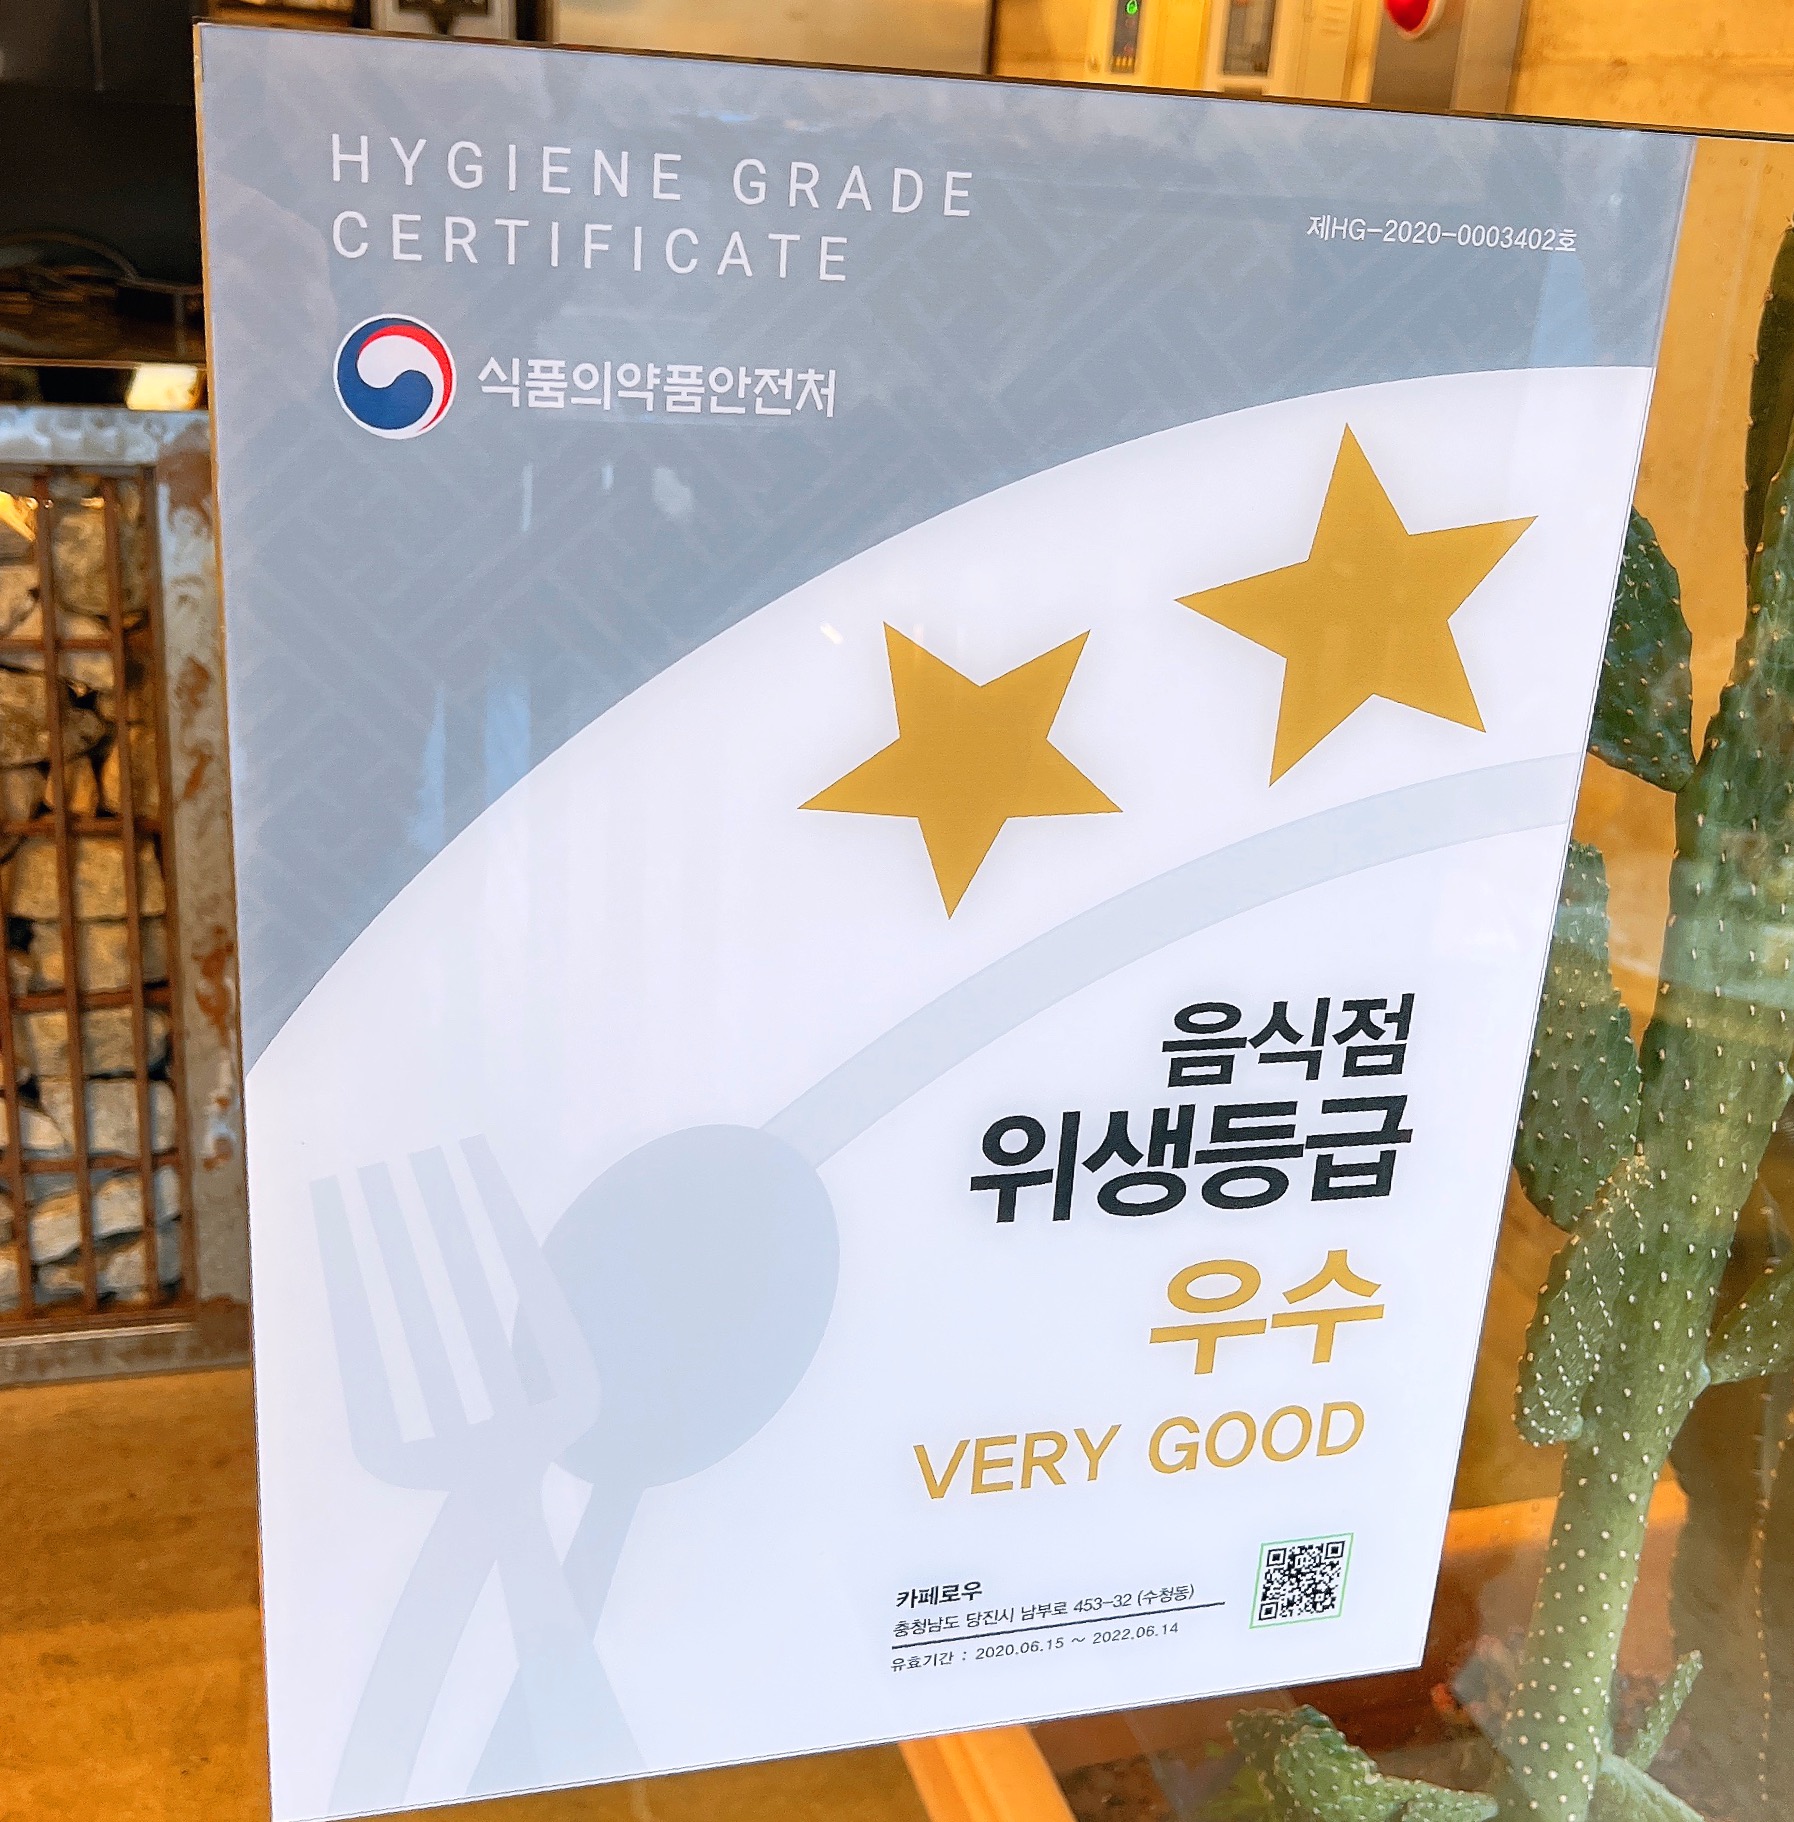 HYGIENE GRADE
CERTIFICATE
제HG-2020-0003402호
식품의약품안전처
음식점
위생등급
우수
VERY GOOD
카페로우
충청남도 당진시 남부로 453-32 (수청동)
유효기간 : 2020.06.15 ~ 2022.06.14